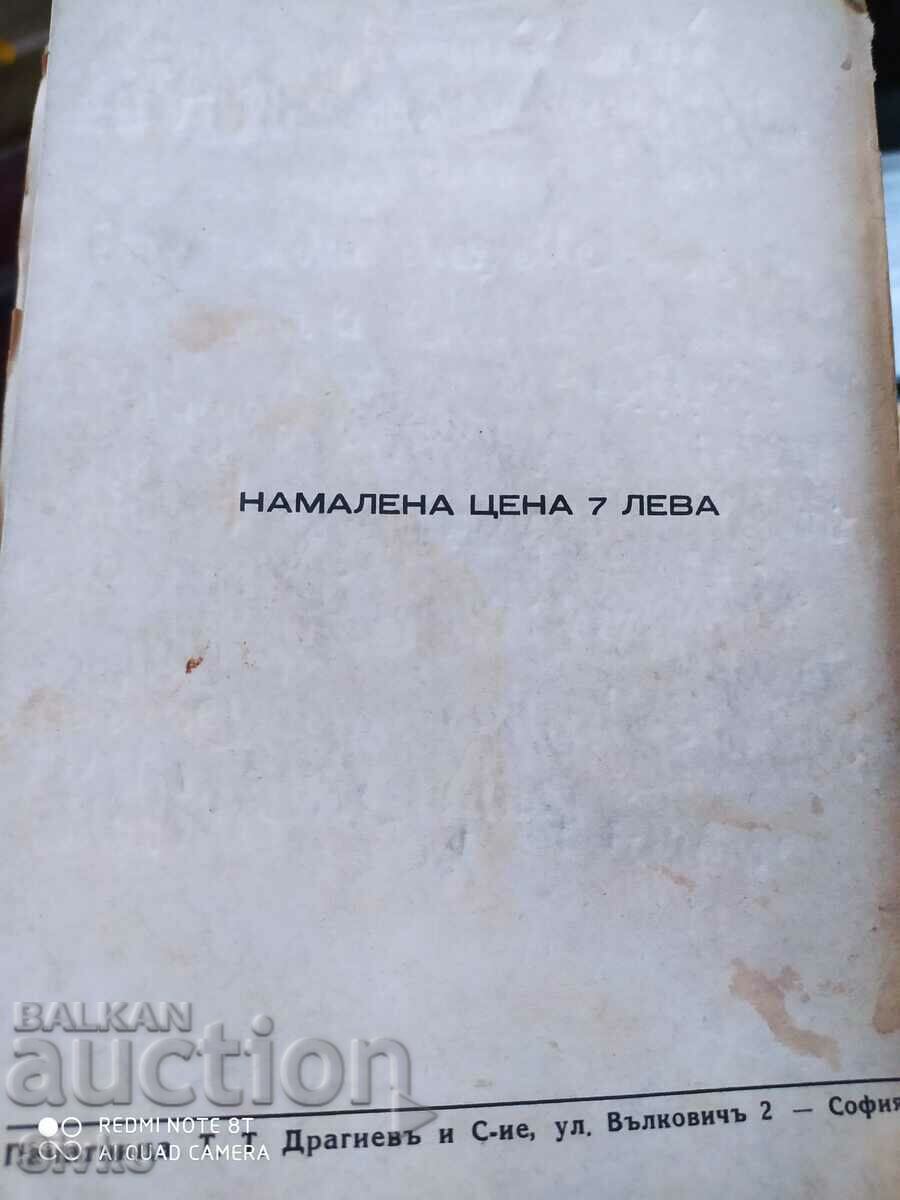 НАМАЛЕНА ЦЕНА 7 ЛЕВА
BALKAN
auction
REDMI NOTE 8T
AI QUAD CAMERA
Т. Т. Драгиевъ и С-ие, ул. Вълковичъ 2 — София